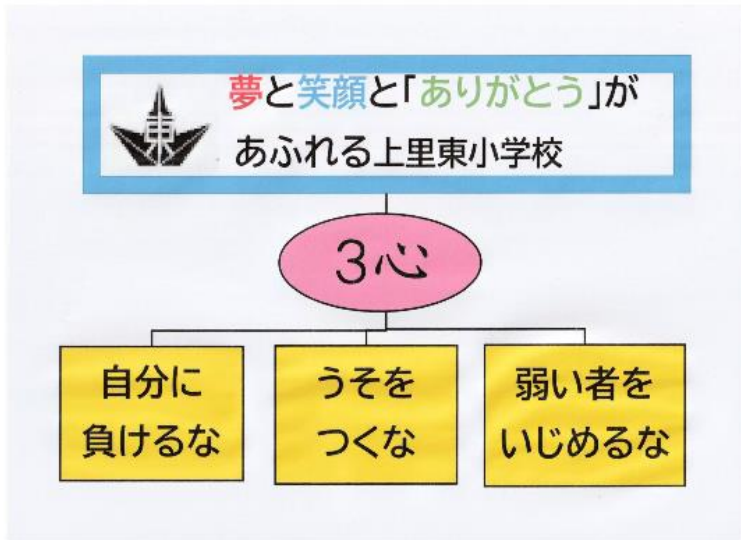 東
夢と笑顔と「ありがとう」が
あふれる上里東小学校
3心
自分に
負けるな
うそを
つくな
弱い者を
いじめるな